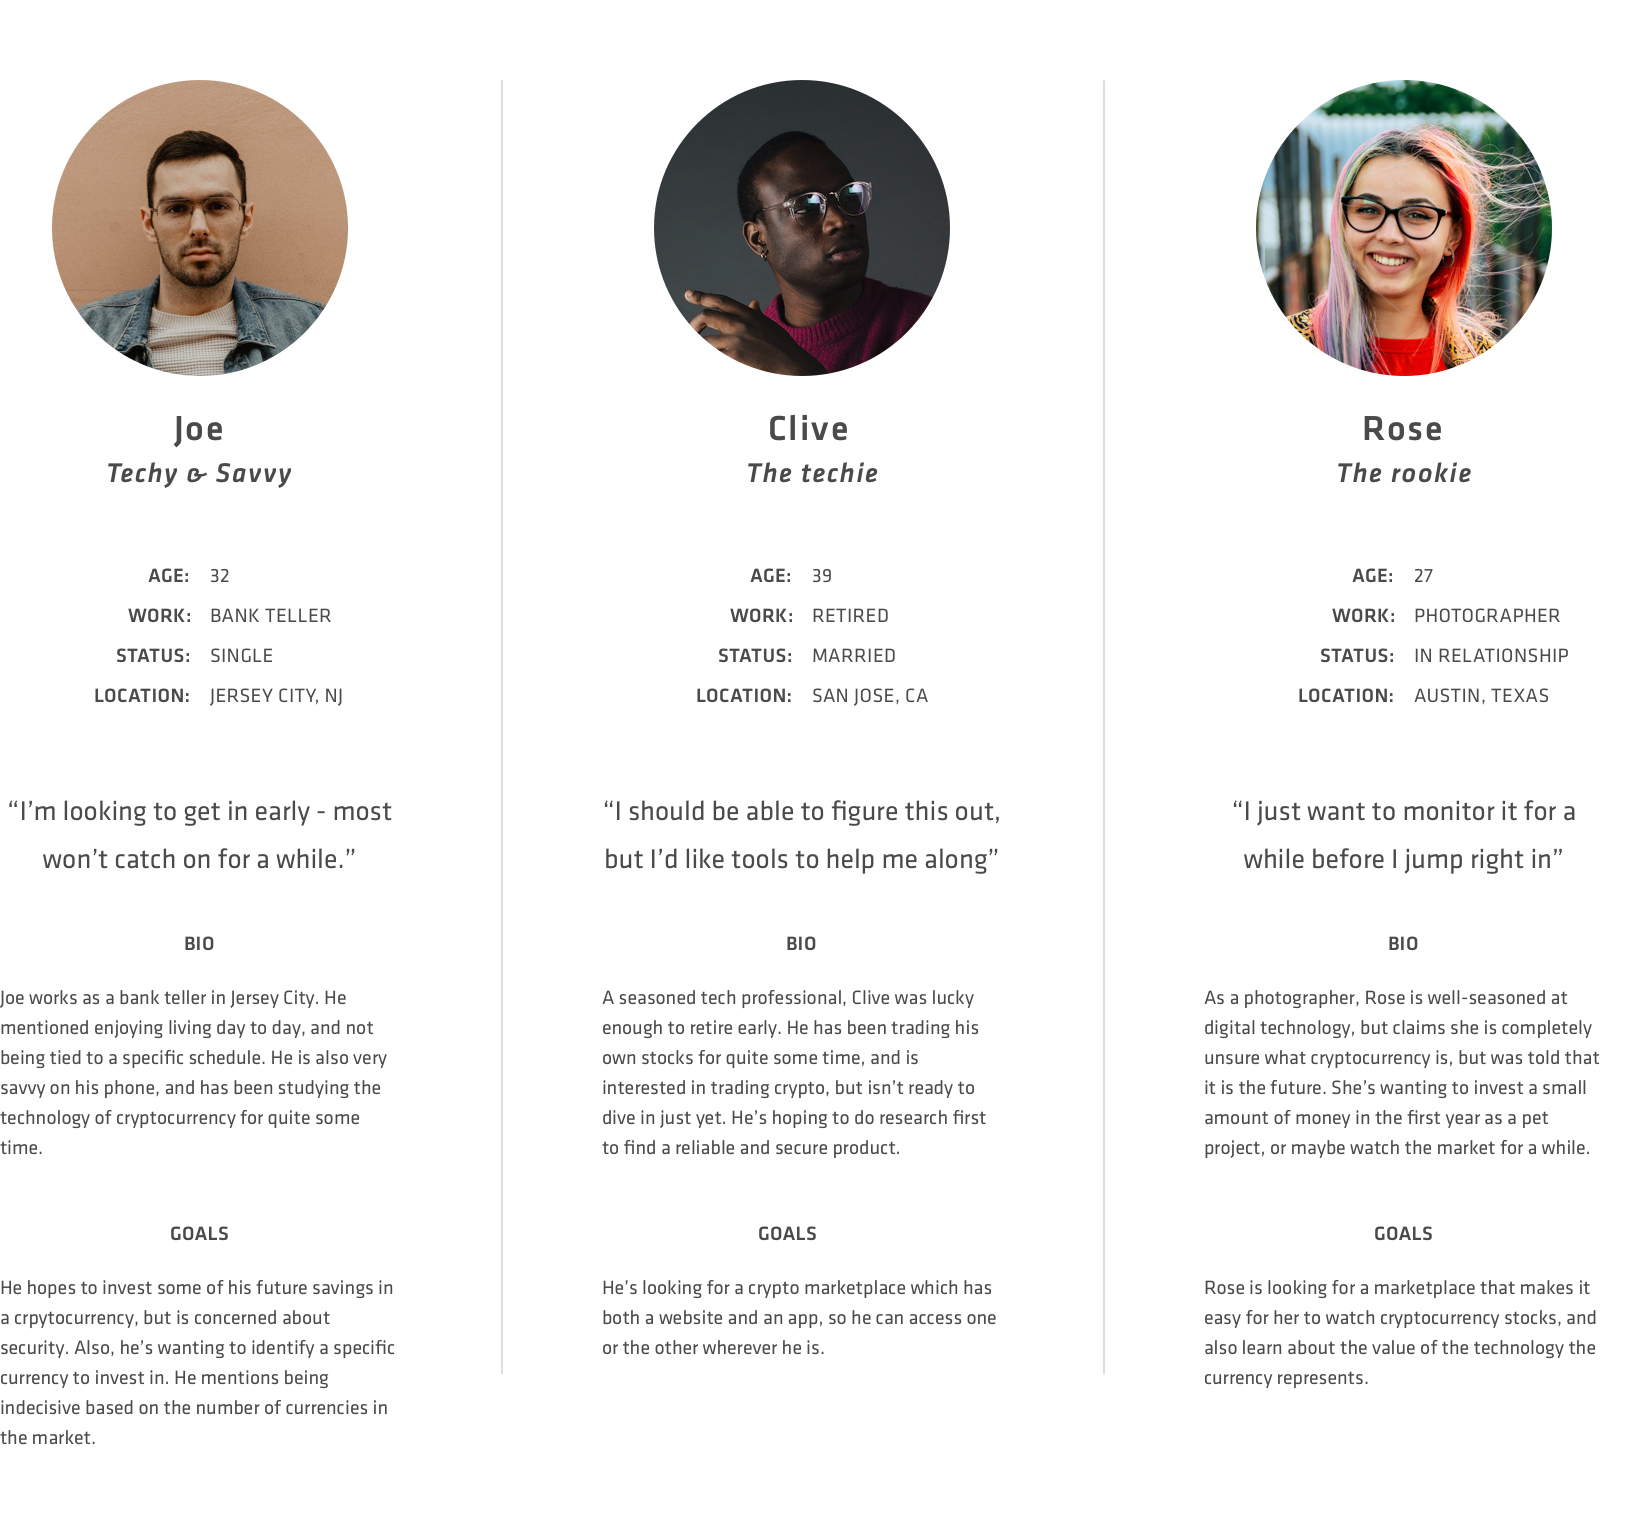 Joe
Techy & Savvy
AGE: 32
WORK: BANK TELLER
STATUS: SINGLE
LOCATION: JERSEY CITY, NJ
“I’m looking to get in early - most
won’t catch on for a while.”
BIO
Joe works as a bank teller in Jersey City. He
mentioned enjoying living day to day, and not
being tied to a specific schedule. He is also very
savvy on his phone, and has been studying the
technology of cryptocurrency for quite some
time.
GOALS
He hopes to invest some of his future savings in
a crpytocurrency, but is concerned about
security. Also, he’s wanting to identify a specific
currency to invest in. He mentions being
indecisive based on the number of currencies in
the market.
Clive
The techie
AGE: 39
WORK: RETIRED
STATUS: MARRIED
LOCATION: SAN JOSE, CA
“I should be able to figure this out,
but I’d like tools to help me along”
BIO
A seasoned tech professional, Clive was lucky
enough to retire early. He has been trading his
own stocks for quite some time, and is
interested in trading crypto, but isn’t ready to
dive in just yet. He’s hoping to do research first
to find a reliable and secure product.
GOALS
He’s looking for a crypto marketplace which has
both a website and an app, so he can access one
or the other wherever he is.
Rose
The rookie
AGE: 27
WORK: PHOTOGRAPHER
STATUS: IN RELATIONSHIP
LOCATION: AUSTIN, TEXAS
“I just want to monitor it for a
while before I jump right in”
BIO
As a photographer, Rose is well-seasoned at
digital technology, but claims she is completely
unsure what cryptocurrency is, but was told that
it is the future. She’s wanting to invest a small
amount of money in the first year as a pet
project, or maybe watch the market for a while.
GOALS
Rose is looking for a marketplace that makes it
easy for her to watch cryptocurrency stocks, and
also learn about the value of the technology the
currency represents.